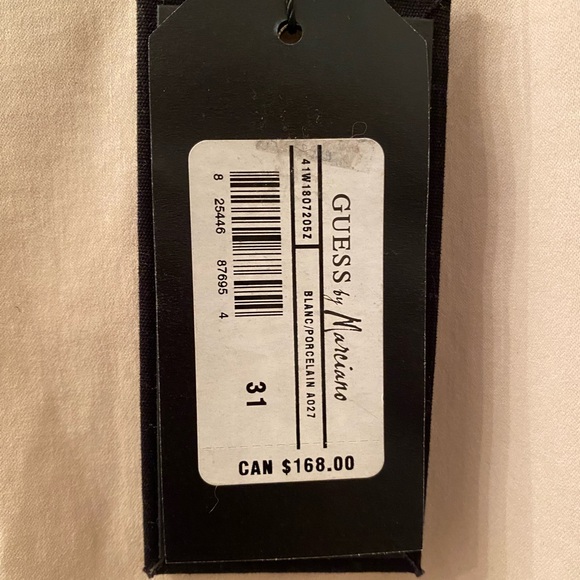 GUESS by Marciano
41W1807205Z
BLANC/PORCELAIN A027
8 25446 87695 4
31
CAN $168.00